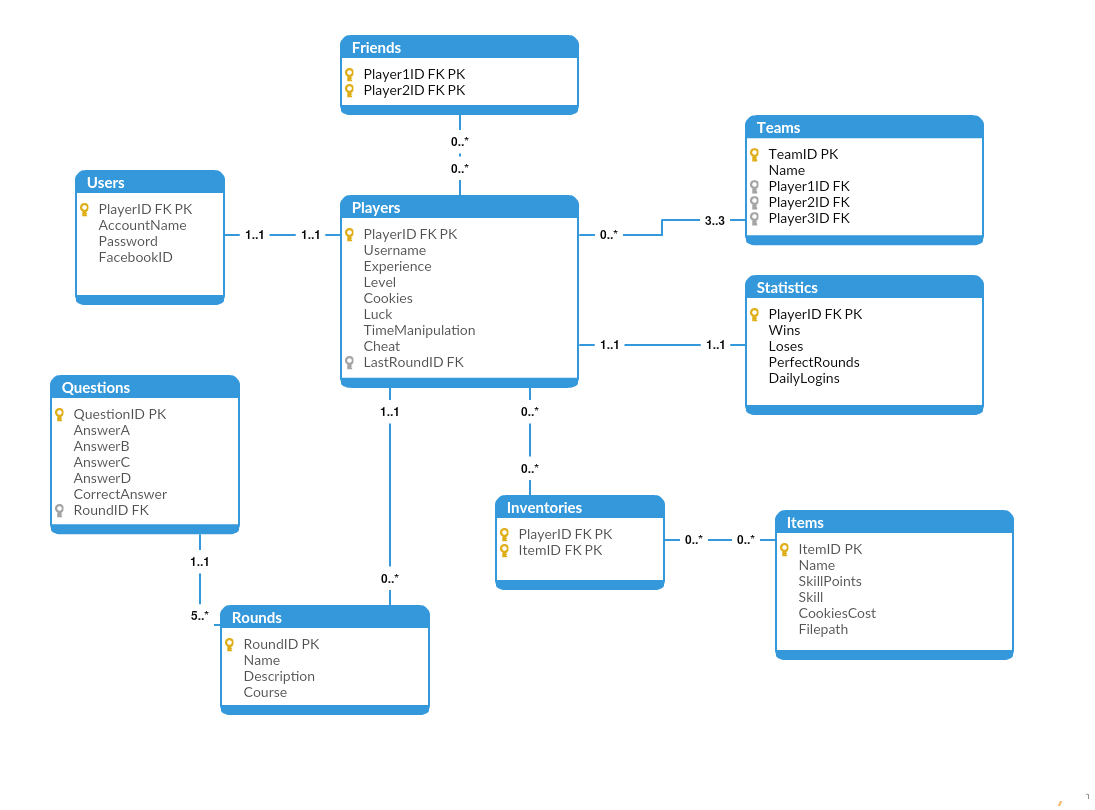 Friends
Player1ID FK PK
Player2ID FK PK
0..*
0..*
Teams
TeamID PK
Name
Player1ID FK
Player2ID FK
Player3ID FK
Users
PlayerID FK PK
AccountName
Password
FacebookID
1..1
1..1
Players
PlayerID FK PK
Username
Experience
Level
Cookies
Luck
TimeManipulation
Cheat
LastRoundID FK
0..*
3..3
Statistics
PlayerID FK PK
Wins
Loses
PerfectRounds
DailyLogins
1..1
1..1
Questions
QuestionID PK
AnswerA
AnswerB
AnswerC
AnswerD
CorrectAnswer
RoundID FK
1..1
0..*
0..*
Inventories
PlayerID FK PK
ItemID FK PK
0..*
0..*
Items
ItemID PK
Name
SkillPoints
Skill
CookiesCost
Filepath
1..1
5..*
0..*
Rounds
RoundID PK
Name
Description
Course